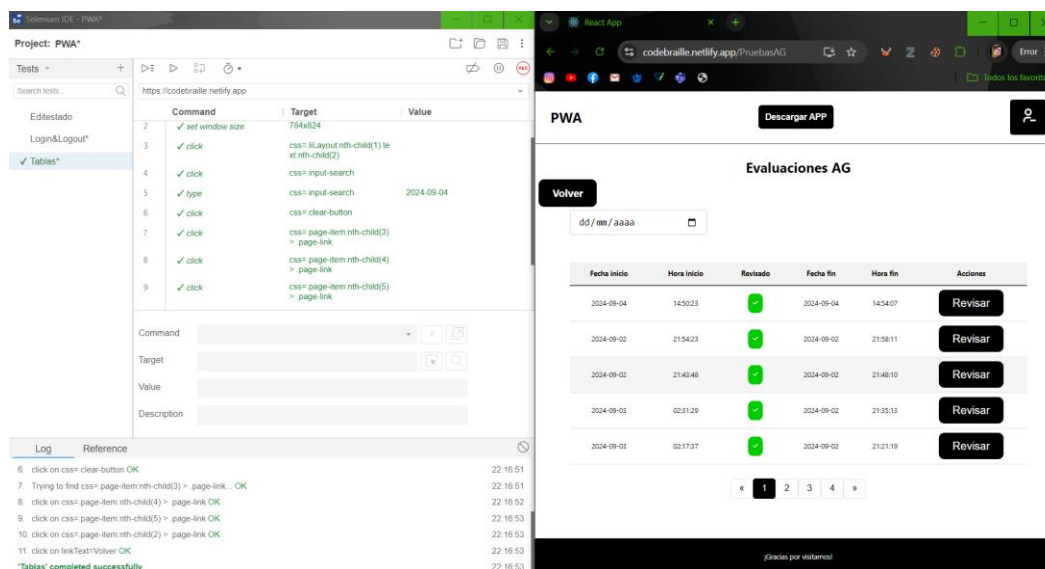 Selenium IDE - PWA*
Project: PWA*
Tests
Search tests...
Editestado
Login&Logout*
✓ Tablas*
REC
https://codebraille.netlify.app
Command Target Value
2 ✓ set window size 784x824
3 ✓ click css=.liLayout:nth-child(1) te
xt:nth-child(2)
4 ✓ click css=.input-search
5 ✓ type css=.input-search 2024-09-04
6 ✓ click css=.clear-button
7 ✓ click css=.page-item:nth-child(3)
> .page-link
8 ✓ click css=.page-item:nth-child(4)
> .page-link
9 ✓ click css=.page-item:nth-child(5)
> .page-link
Command
//
Target
Value
Description
Log Reference
6. click on css=.clear-button OK 22:16:51
7. Trying to find css=.page-item:nth-child(3) > .page-link... OK 22:16:51
8. click on css=.page-item:nth-child(4) > .page-link OK 22:16:52
9. click on css=.page-item:nth-child(5) > .page-link OK 22:16:53
10. click on css=.page-item:nth-child(2) > .page-link OK 22:16:53
11. click on linkText=Volver OK 22:16:53
'Tablas' completed successfully 22:16:53
React App
codebraille.netlify.app/PruebasAG
Error
Todos los favorit
PWA
Descargar APP
Evaluaciones AG
Volver
dd/mm/aaaa
Fecha inicio Hora inicio Revisado Fecha fin Hora fin Acciones
2024-09-04 14:50:23 2024-09-04 14:54:07 Revisar
2024-09-02 21:54:23 2024-09-02 21:58:11 Revisar
2024-09-02 21:43:48 2024-09-02 21:48:10 Revisar
2024-09-03 02:31:29 2024-09-02 21:35:13 Revisar
2024-09-03 02:17:37 2024-09-02 21:21:19 Revisar
« 1 2 3 4 »
¡Gracias por visitarnos!